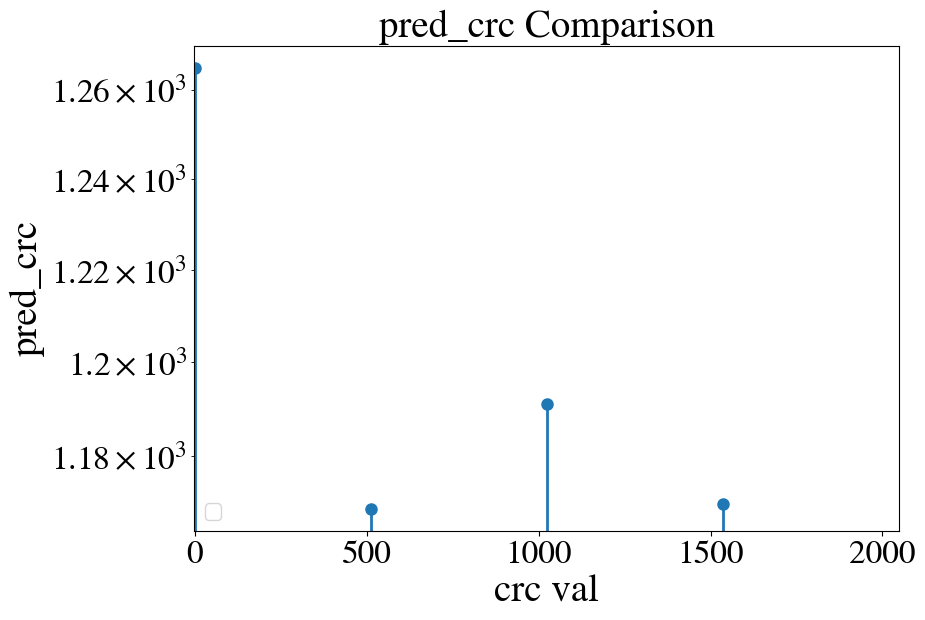 pred_crc Comparison
1.26 × 10³
1.24 × 10³
1.22 × 10³
1.2 × 10³
1.18 × 10³
pred_crc
0 500 1000 1500 2000
crc val